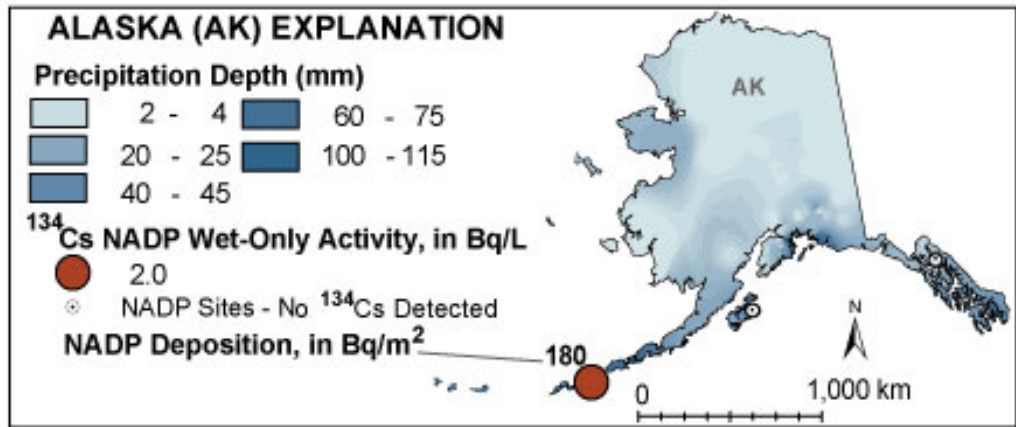 ALASKA (AK) EXPLANATION
Precipitation Depth (mm)
2 - 4
60 - 75
20 - 25
100 - 115
40 - 45
¹³⁴Cs NADP Wet-Only Activity, in Bq/L
2.0
NADP Sites - No ¹³⁴Cs Detected
NADP Deposition, in Bq/m²
180
AK
N
0
1,000 km